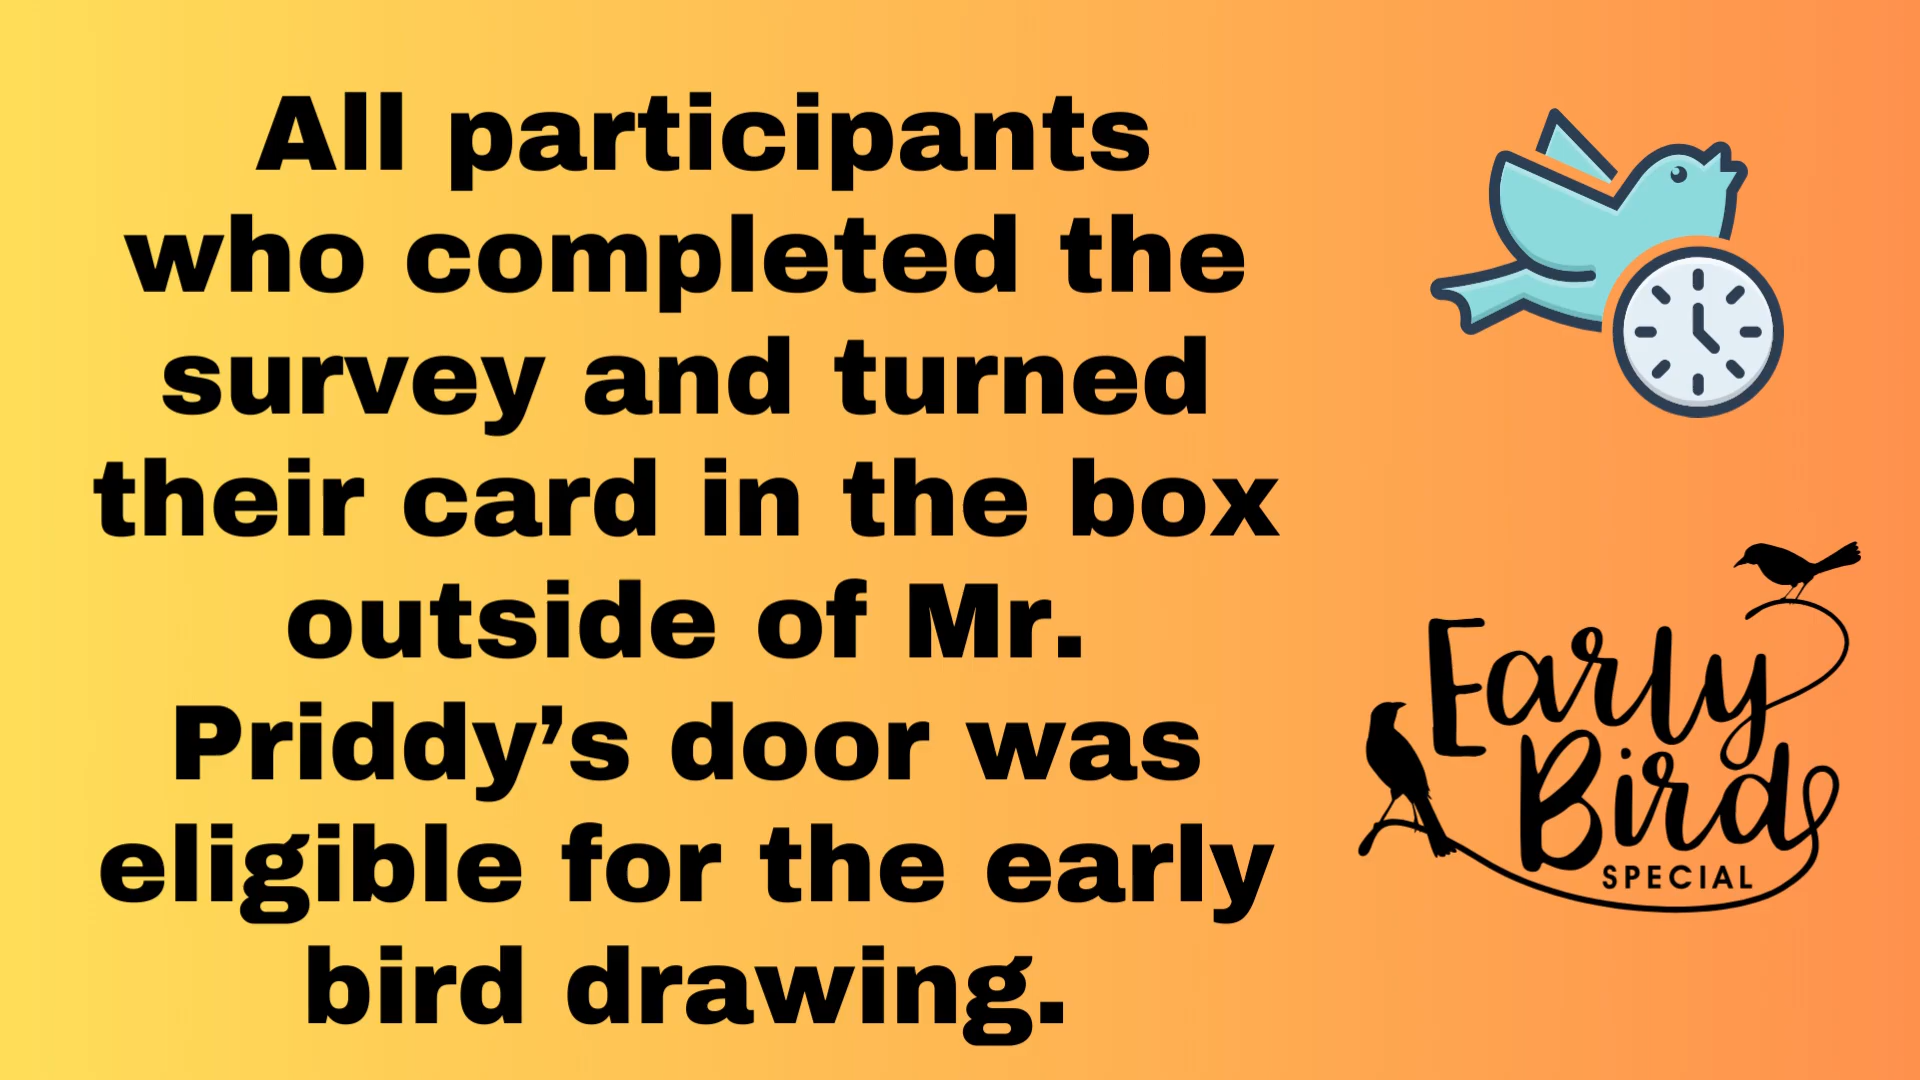 All participants
who completed the
survey and turned
their card in the box
outside of Mr.
Priddy’s door was
eligible for the early
bird drawing.
Early
Bird
SPECIAL